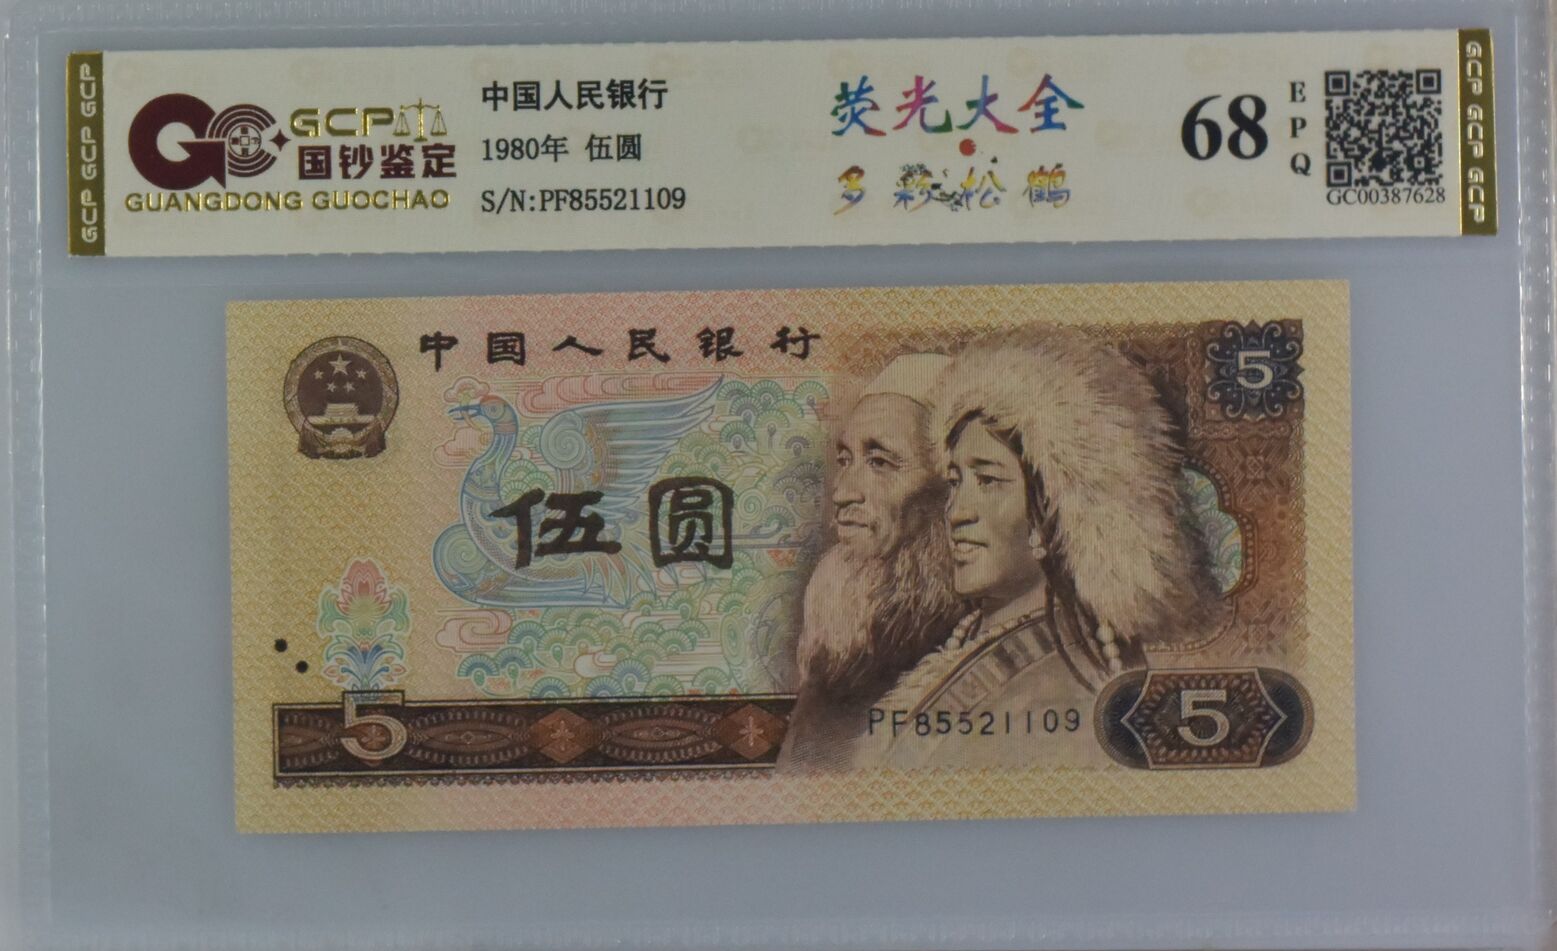 GCP GCP GCP
GCP
国钞鉴定
GUANGDONG GUOCHAO
中国人民银行
1980年 伍圆
S/N:PF85521109
荧光大全
多彩松鹤
68
EPQ
GC00387628
GCP GCP GCP
中国人民银行
5
伍圆
5
PF85521109
5